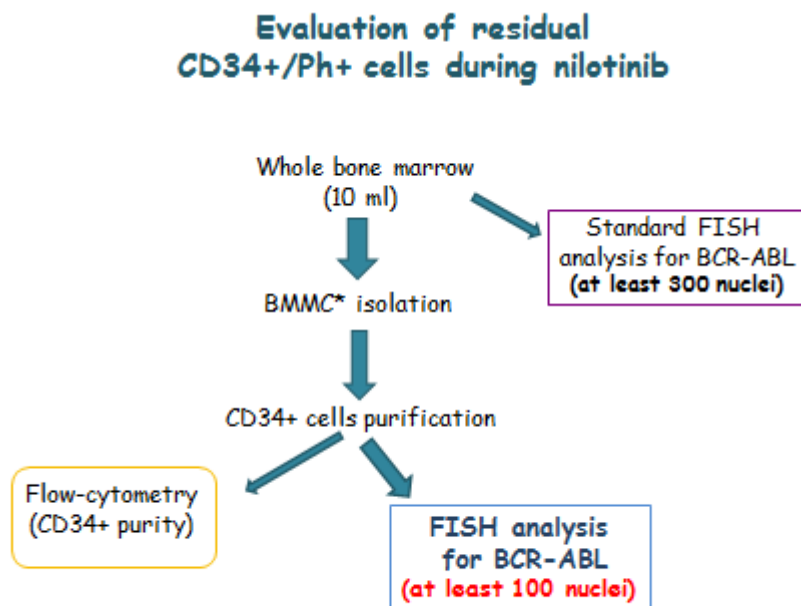 Evaluation of residual
CD34+/Ph+ cells during nilotinib
Whole bone marrow
(10 ml)
Standard FISH
analysis for BCR-ABL
(at least 300 nuclei)
BMMC* isolation
CD34+ cells purification
Flow-cytometry
(CD34+ purity)
FISH analysis
for BCR-ABL
(at least 100 nuclei)